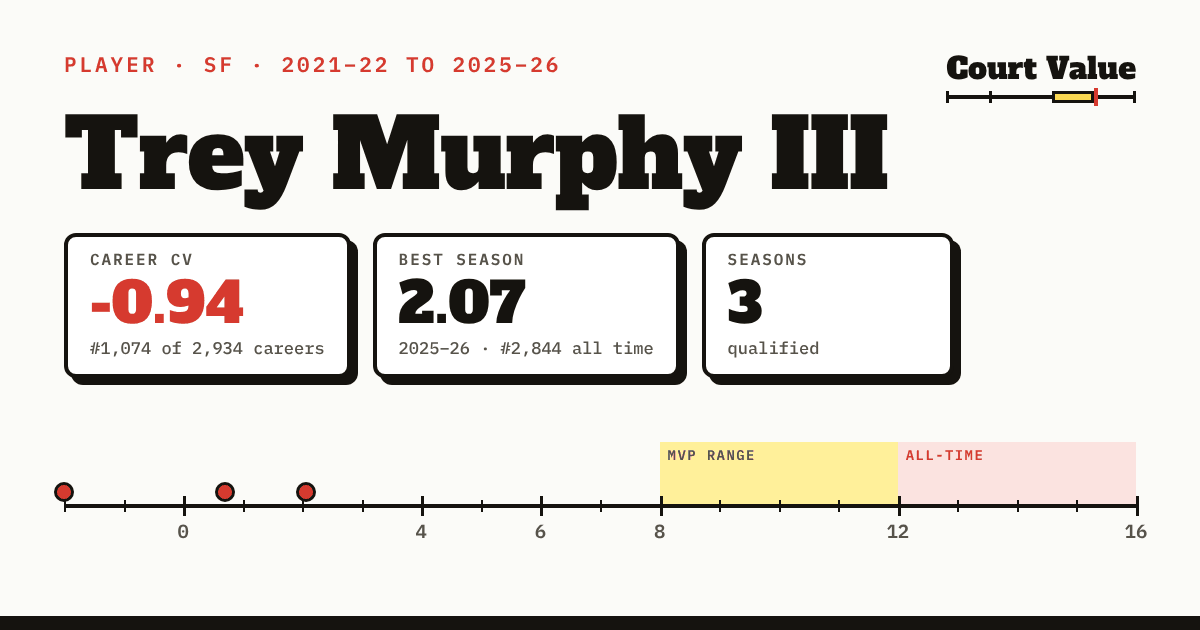 PLAYER · SF · 2021–22 TO 2025–26
Court Value
Trey Murphy III
CAREER CV
-0.94
#1,074 of 2,934 careers
BEST SEASON
2.07
2025–26 · #2,844 all time
SEASONS
3
qualified
MVP RANGE
ALL-TIME
0 4 6 8 12 16